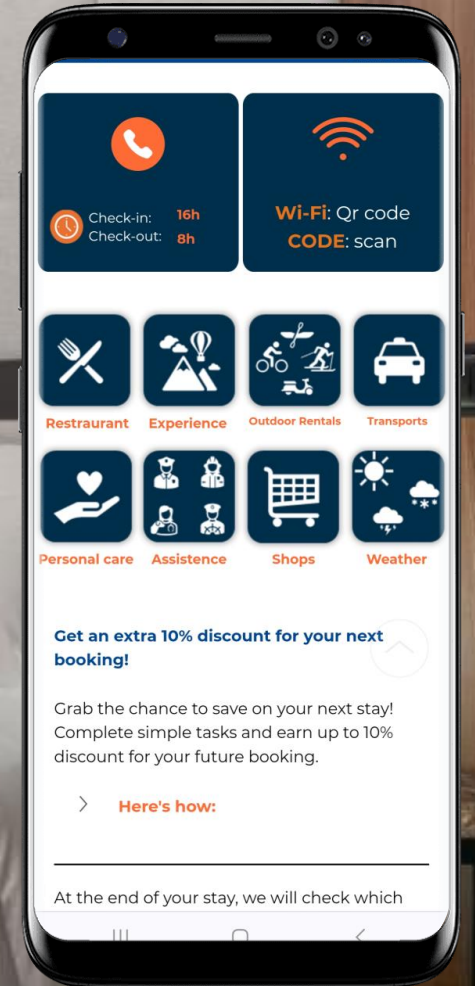 Check-in: 16h
Check-out: 8h
Wi-Fi: Qr code
CODE: scan
Restraurant
Experience
Outdoor Rentals
Transports
Personal care
Assistence
Shops
Weather
Get an extra 10% discount for your next
booking!
Grab the chance to save on your next stay!
Complete simple tasks and earn up to 10%
discount for your future booking.
Here's how:
At the end of your stay, we will check which